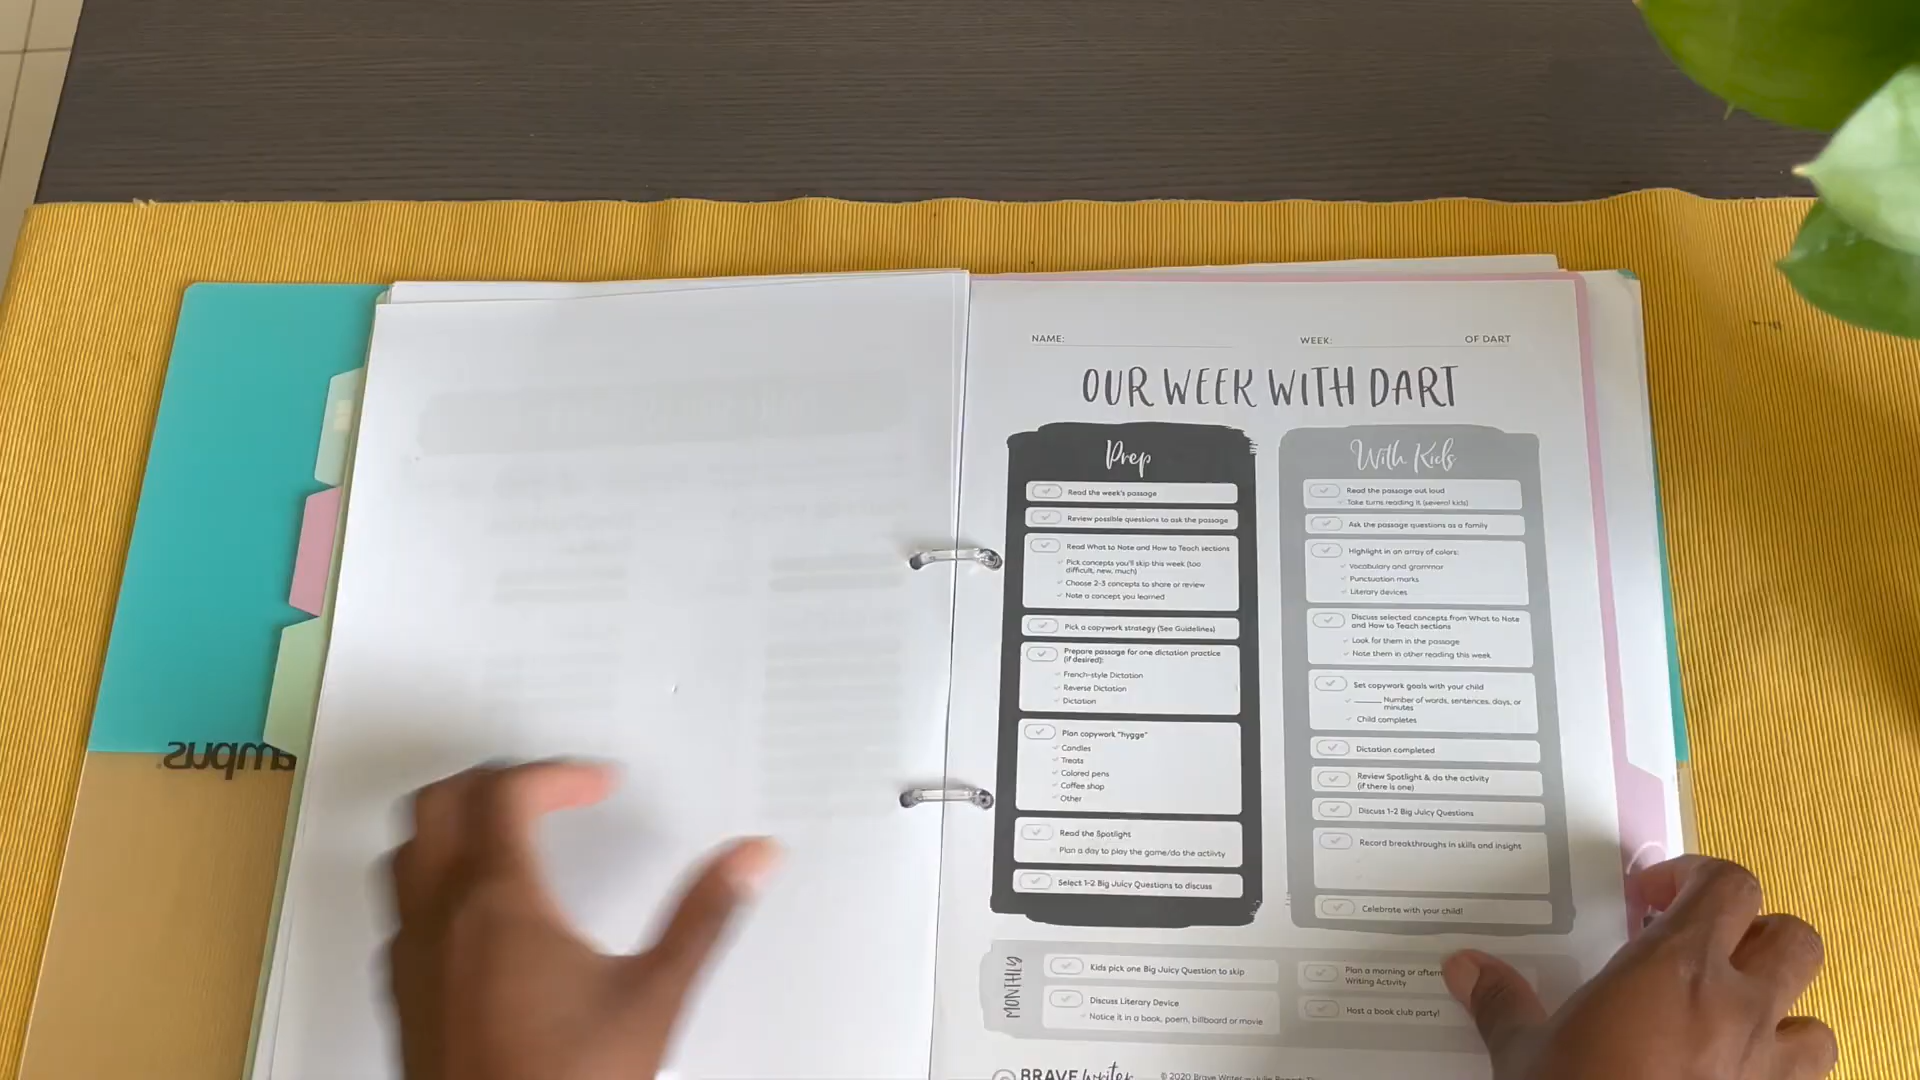 NAME: WEEK: OF DART
OUR WEEK WITH DART
Prep
Read the week's passage
Review possible questions to ask the passage
Read What to Note and How to Teach sections
Pick concepts you'll skip this week (too
difficult, new, much)
Choose 2-3 concepts to share or review
Note a concept you learned
Pick a copywork strategy (See Guidelines)
Prepare passage for one dictation practice
(if desired):
French-style Dictation
Reverse Dictation
Dictation
Plan copywork "hygge"
Candles
Treats
Colored pens
Coffee shop
Other
Read the Spotlight
Plan a day to play the game/do the activity
Select 1-2 Big Juicy Questions to discuss
With Kids
Read the passage out loud
Take turns reading it (several kids)
Ask the passage questions as a family
Highlight in an array of colors:
Vocabulary and grammar
Punctuation marks
Literary devices
Discuss selected concepts from What to Note
and How to Teach sections
Look for them in the passage
Note them in other reading this week
Set copywork goals with your child
Number of words, sentences, days, or
minutes
Child completes
Dictation completed
Review Spotlight & do the activity
(if there is one)
Discuss 1-2 Big Juicy Questions
Record breakthroughs in skills and insight
Celebrate with your child!
MONTHLY
Kids pick one Big Juicy Question to skip
Discuss Literary Device
Notice it in a book, poem, billboard or movie
Plan a morning or aftern
Writing Activity
Host a book club party!
BRAVE writer © 2020 Brave Writer
ampus